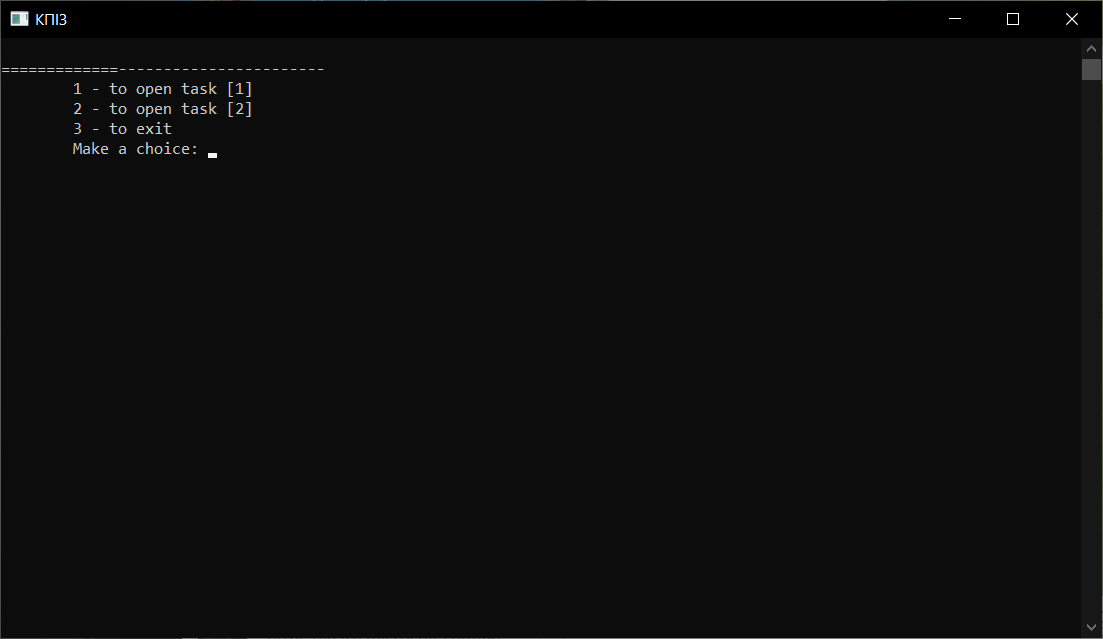 КПІЗ
=============-----------------------
1 - to open task [1]
2 - to open task [2]
3 - to exit
Make a choice: